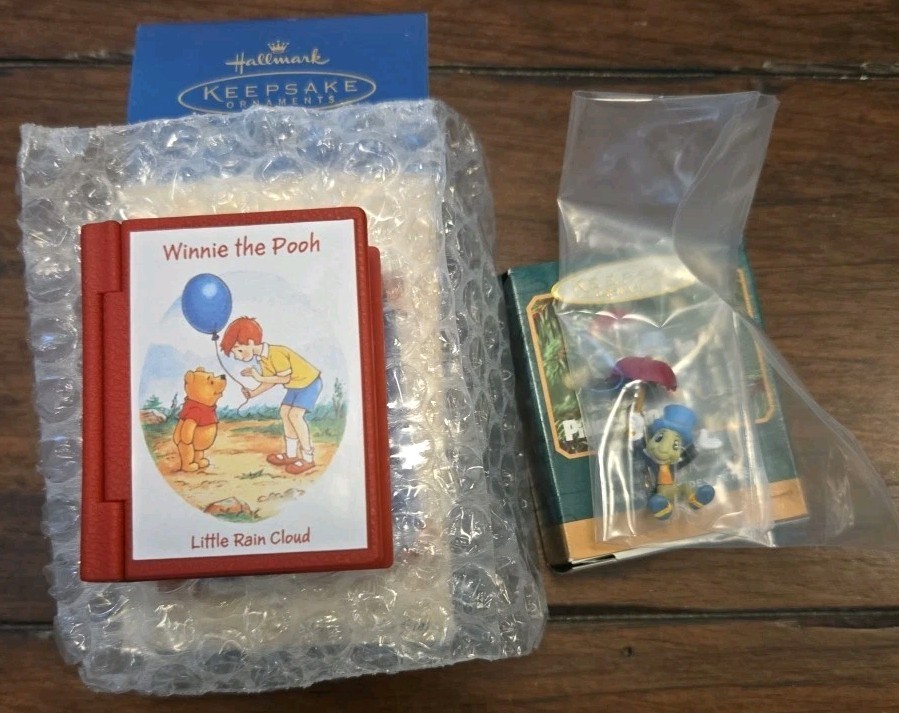 Hallmark
KEEPSAKE
ORNAMENTS
Winnie the Pooh
Little Rain Cloud